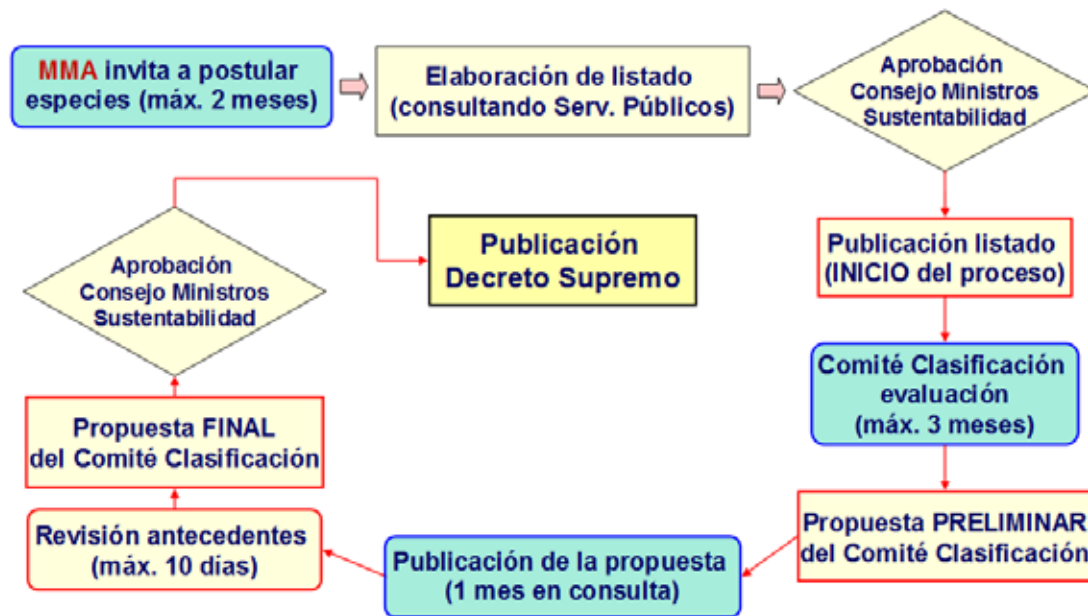 MMA invita a postular
especies (máx. 2 meses)
Elaboración de listado
(consultando Serv. Públicos)
Aprobación
Consejo Ministros
Sustentabilidad
Publicación listado
(INICIO del proceso)
Comité Clasificación
evaluación
(máx. 3 meses)
Propuesta PRELIMINAR
del Comité Clasificación
Publicación de la propuesta
(1 mes en consulta)
Revisión antecedentes
(máx. 10 días)
Propuesta FINAL
del Comité Clasificación
Aprobación
Consejo Ministros
Sustentabilidad
Publicación
Decreto Supremo